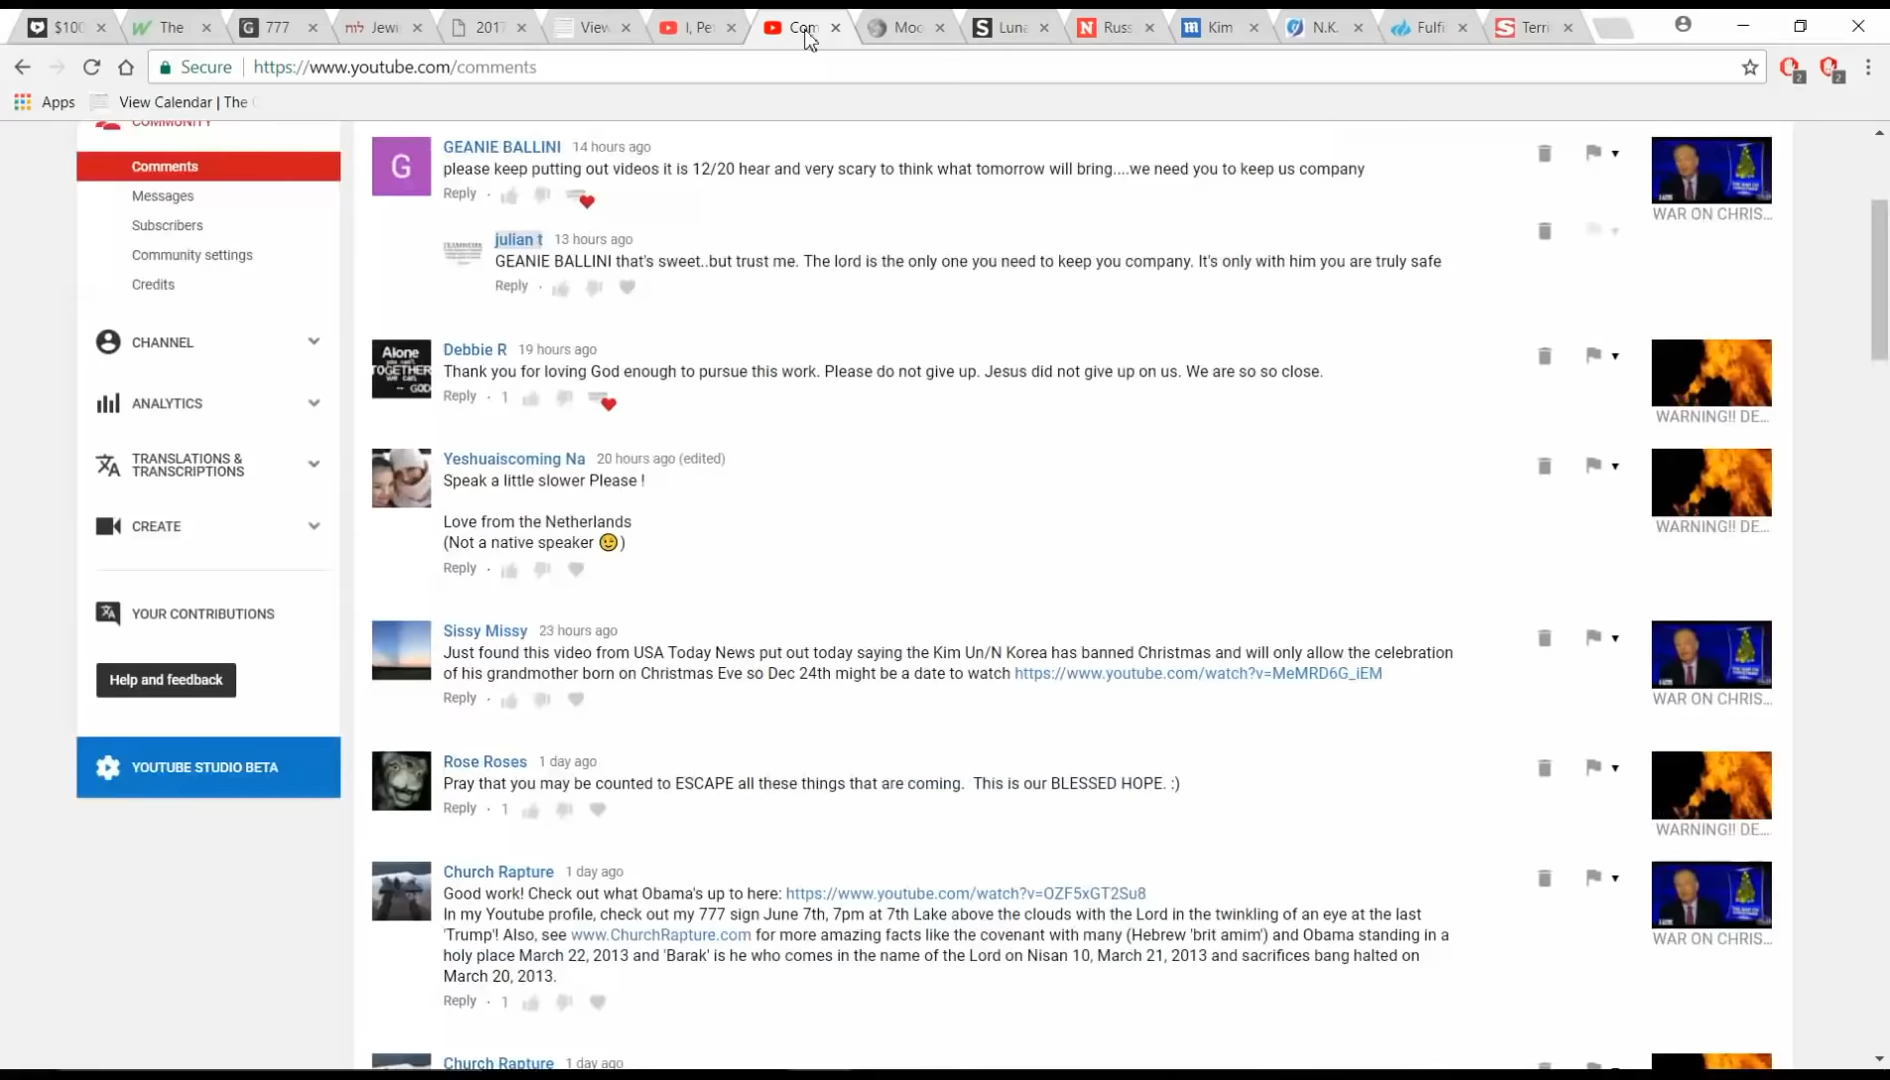 $100
The
777
Jewi
2017
View
I, Pe
Com
Moo
Luna
Russ
Kim
N.K.
Fulfi
Terri
Secure
https://www.youtube.com/comments
2
2
Apps
View Calendar | The
COMMUNITY
Comments
Messages
Subscribers
Community settings
Credits
CHANNEL
ANALYTICS
TRANSLATIONS &
TRANSCRIPTIONS
CREATE
YOUR CONTRIBUTIONS
Help and feedback
YOUTUBE STUDIO BETA
G
GEANIE BALLINI 14 hours ago
please keep putting out videos it is 12/20 hear and very scary to think what tomorrow will bring....we need you to keep us company
Reply ·
WAR ON CHRIS...
julian t 13 hours ago
GEANIE BALLINI that's sweet..but trust me. The lord is the only one you need to keep you company. It's only with him you are truly safe
Reply ·
Alone
TOGETHER
we can.
-- GOD
Debbie R 19 hours ago
Thank you for loving God enough to pursue this work. Please do not give up. Jesus did not give up on us. We are so so close.
Reply · 1
WARNING!! DE...
Yeshuaiscoming Na 20 hours ago (edited)
Speak a little slower Please !
Love from the Netherlands
(Not a native speaker 😉)
Reply ·
WARNING!! DE...
Sissy Missy 23 hours ago
Just found this video from USA Today News put out today saying the Kim Un/N Korea has banned Christmas and will only allow the celebration
of his grandmother born on Christmas Eve so Dec 24th might be a date to watch https://www.youtube.com/watch?v=MeMRD6G_iEM
Reply ·
WAR ON CHRIS...
Rose Roses 1 day ago
Pray that you may be counted to ESCAPE all these things that are coming. This is our BLESSED HOPE. :)
Reply · 1
WARNING!! DE...
Church Rapture 1 day ago
Good work! Check out what Obama's up to here: https://www.youtube.com/watch?v=OZF5xGT2Su8
In my Youtube profile, check out my 777 sign June 7th, 7pm at 7th Lake above the clouds with the Lord in the twinkling of an eye at the last
'Trump'! Also, see www.ChurchRapture.com for more amazing facts like the covenant with many (Hebrew 'brit amim') and Obama standing in a
holy place March 22, 2013 and 'Barak' is he who comes in the name of the Lord on Nisan 10, March 21, 2013 and sacrifices bang halted on
March 20, 2013.
Reply · 1
WAR ON CHRIS...
Church Rapture 1 day ago